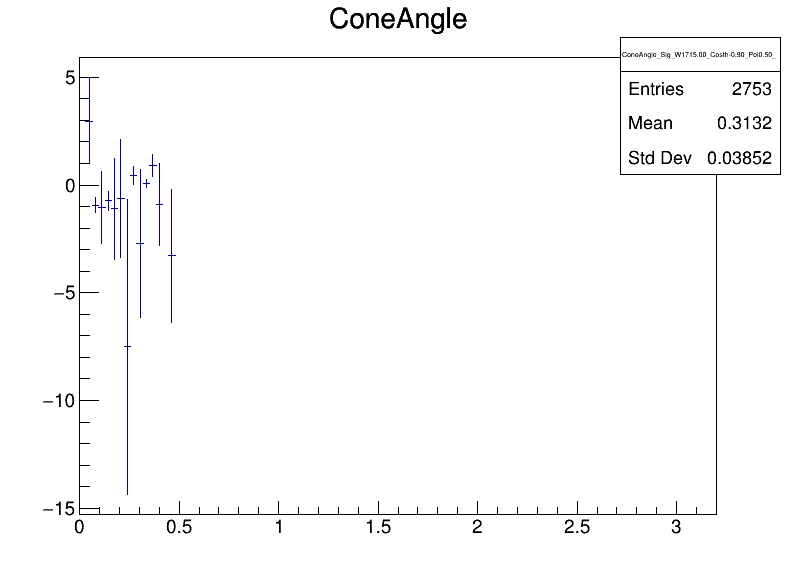 ConeAngle
ConeAngle_Sig_W1715.00_Costh-0.90_Pol0.50_
Entries 2753
Mean 0.3132
Std Dev 0.03852
5
0
−5
−10
−15
0 0.5 1 1.5 2 2.5 3